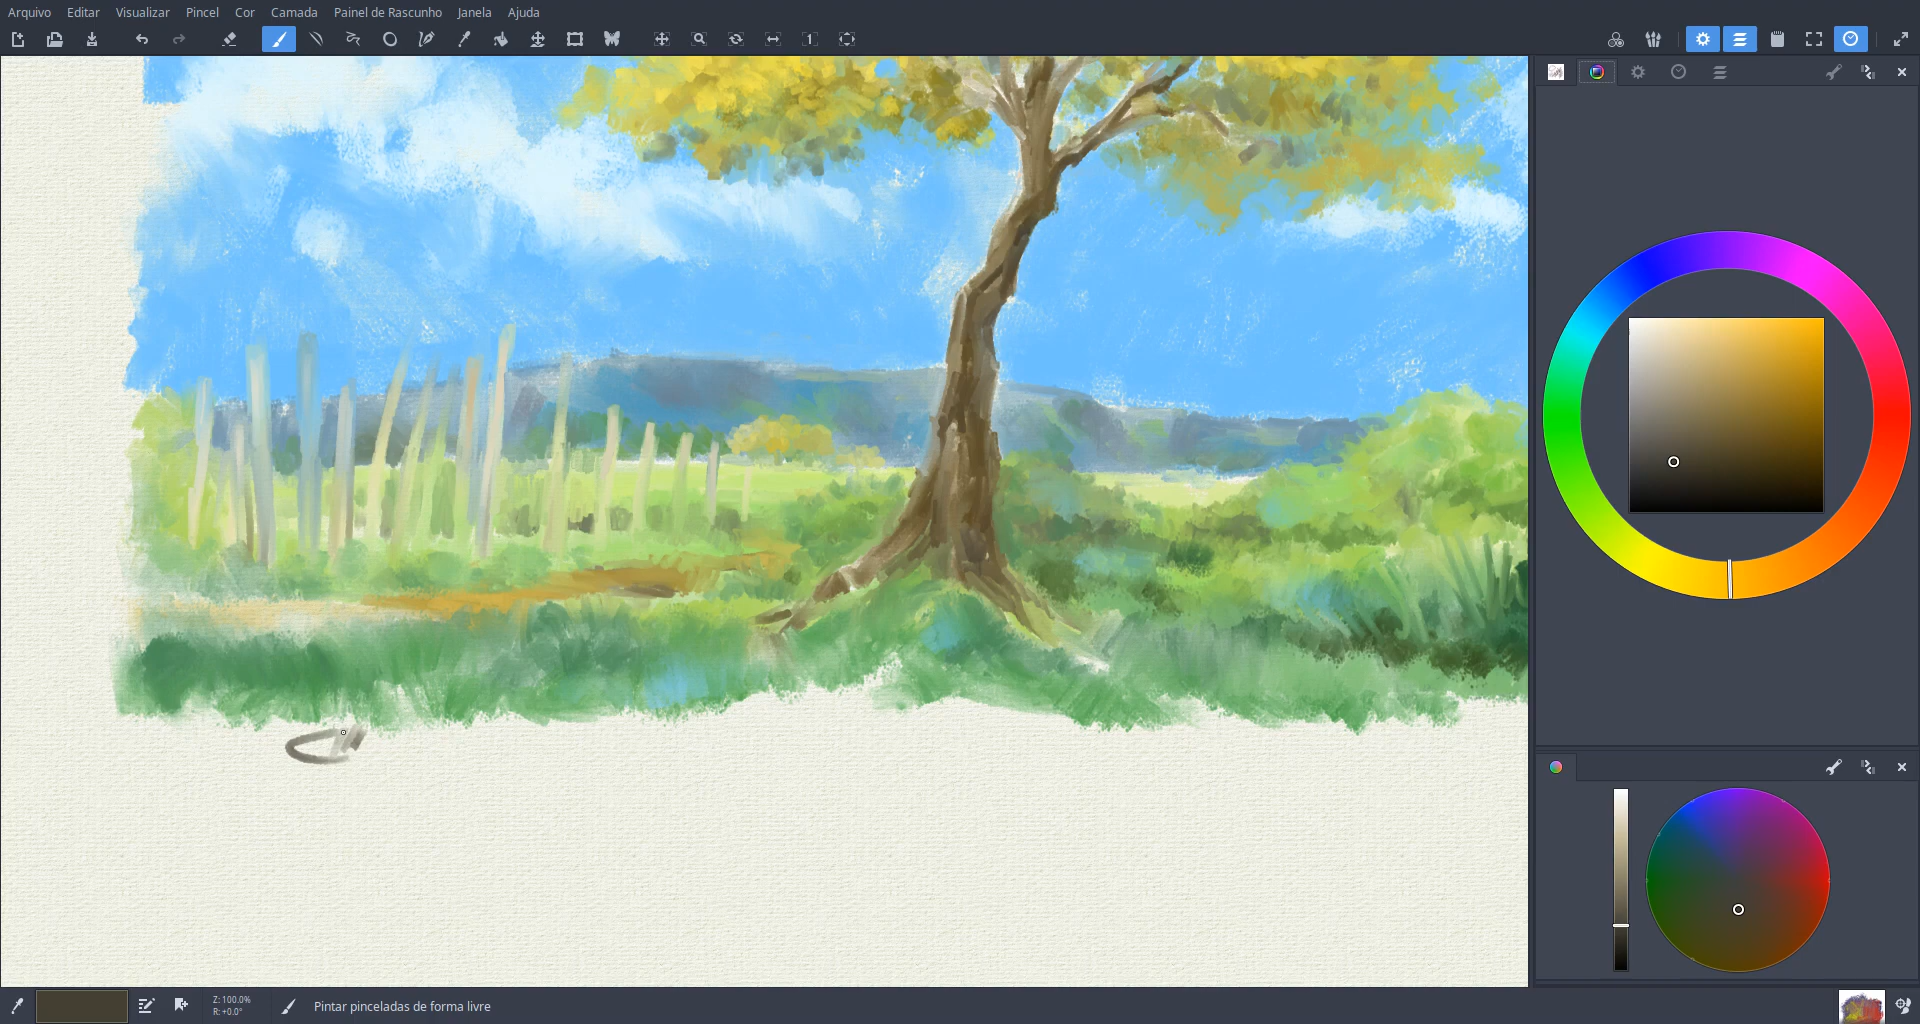 Arquivo Editar Visualizar Pincel Cor Camada Painel de Rascunho Janela Ajuda
1
Z: 100.0%
R: +0.0°
Pintar pinceladas de forma livre